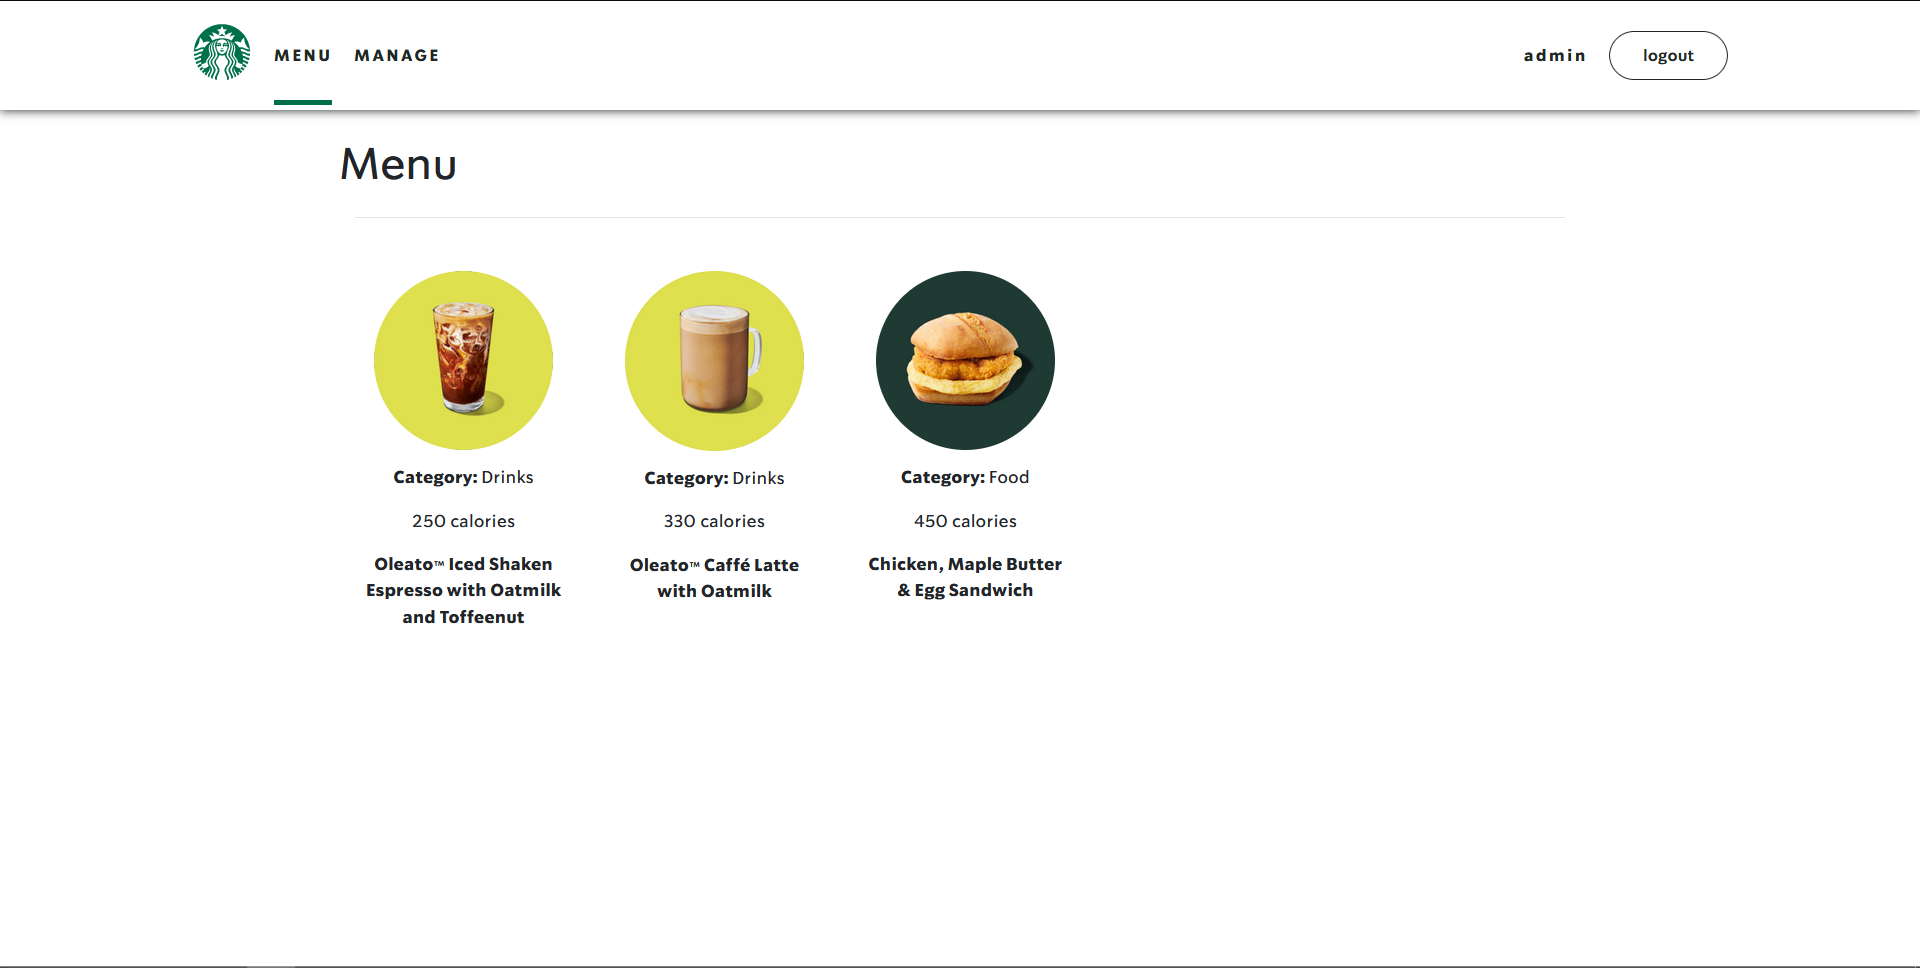 MENU MANAGE admin logout
Menu
Category: Drinks
250 calories
Oleato™ Iced Shaken
Espresso with Oatmilk
and Toffeenut
Category: Drinks
330 calories
Oleato™ Caffé Latte
with Oatmilk
Category: Food
450 calories
Chicken, Maple Butter
& Egg Sandwich